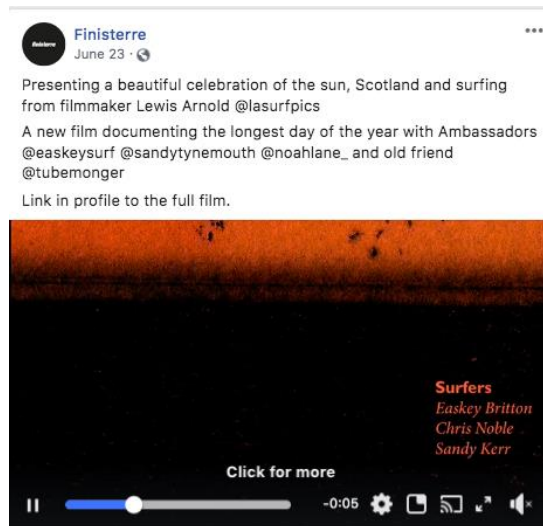 finisterre
Finisterre
June 23 ·
Presenting a beautiful celebration of the sun, Scotland and surfing
from filmmaker Lewis Arnold @lasurfpics
A new film documenting the longest day of the year with Ambassadors
@easkeysurf @sandytynemouth @noahlane_ and old friend
@tubemonger
Link in profile to the full film.
Surfers
Easkey Britton
Chris Noble
Sandy Kerr
Click for more
-0:05